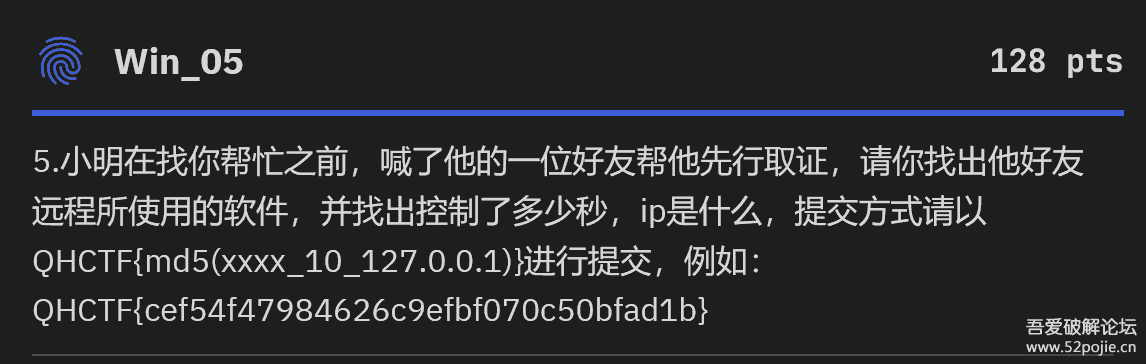 Win_05
128 pts
5.小明在找你帮忙之前，喊了他的一位好友帮他先行取证，请你找出他好友
远程所使用的软件，并找出控制了多少秒，ip是什么，提交方式请以
QHCTF{md5(xxxx_10_127.0.0.1)}进行提交，例如：
QHCTF{cef54f47984626c9efbf070c50bfad1b}
吾爱破解论坛
www.52pojie.cn